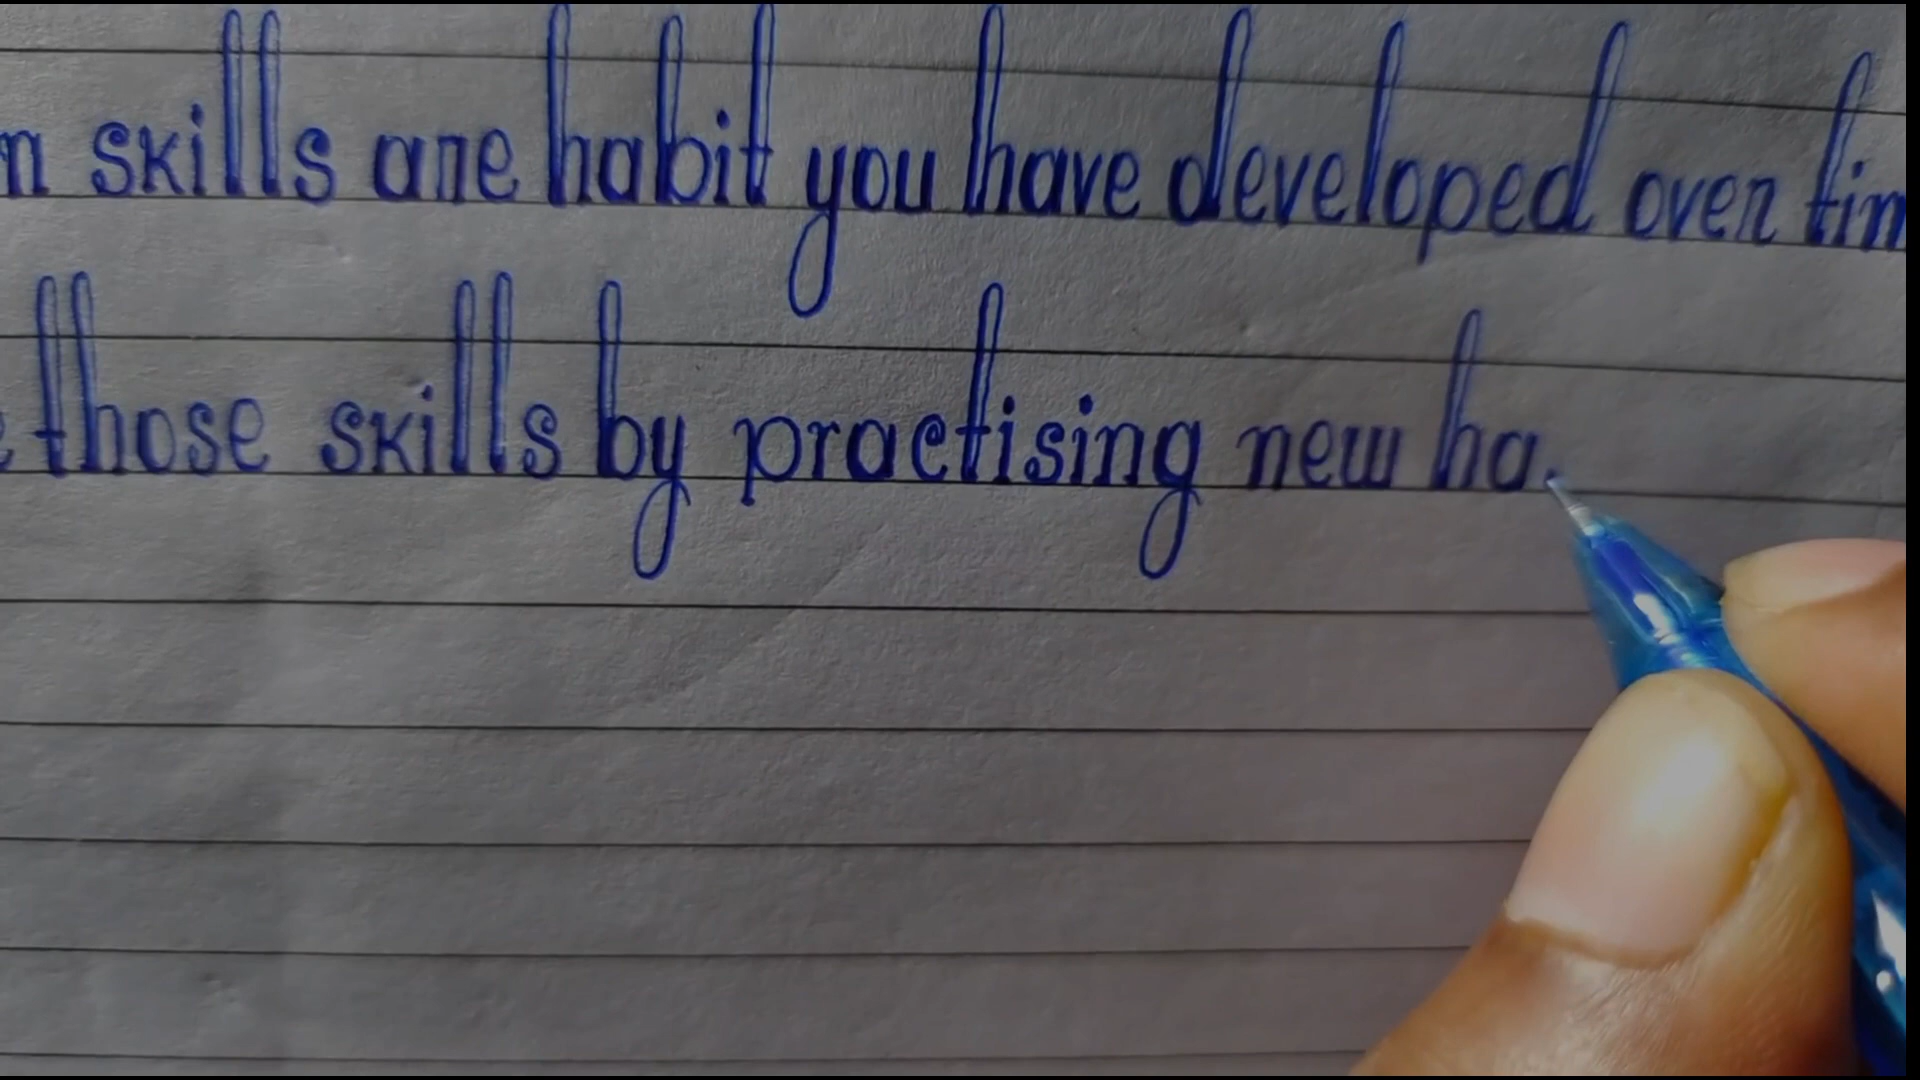 n skills are habit you have developed over tim
those skills by practising new ha